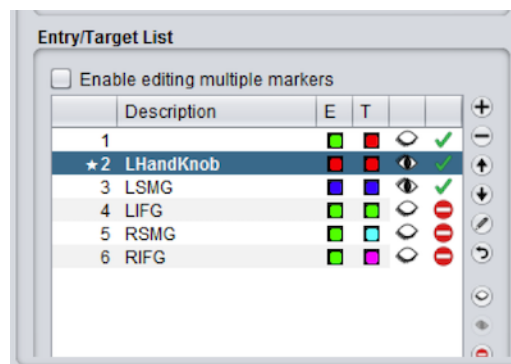 Entry/Target List
Enable editing multiple markers
Description E T
1
★2 LHandKnob
3 LSMG
4 LIFG
5 RSMG
6 RIFG